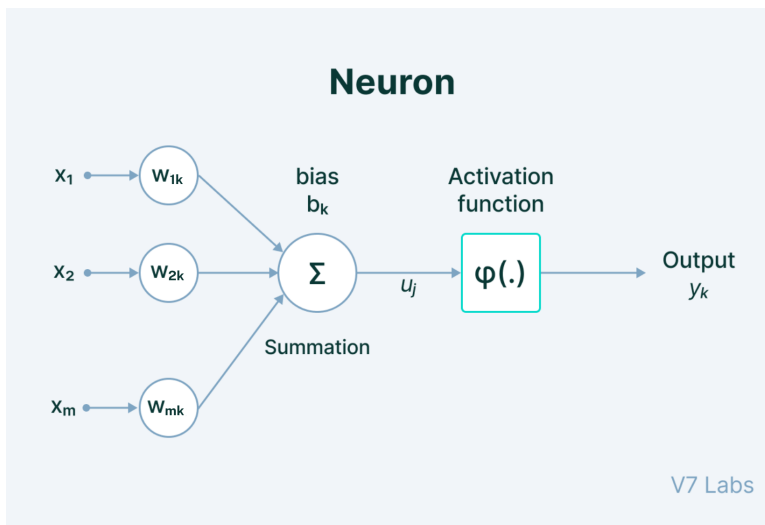 Neuron
x₁
w₁ₖ
bias
bₖ
Activation
function
x₂
w₂ₖ
Σ
uⱼ
φ(.)
Output
yₖ
Summation
xₘ
wₘₖ
V7 Labs